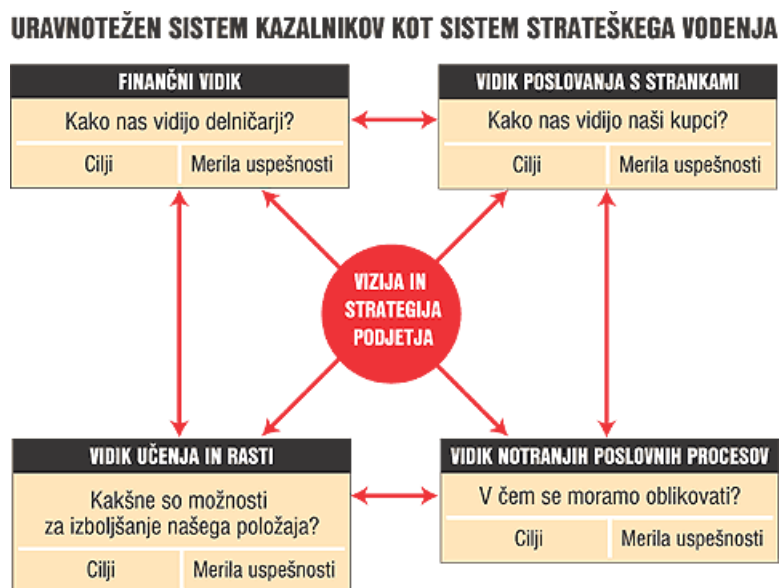 URAVNOTEŽEN SISTEM KAZALNIKOV KOT SISTEM STRATEŠKEGA VODENJA
FINANČNI VIDIK
Kako nas vidijo delničarji?
Cilji
Merila uspešnosti
VIDIK POSLOVANJA S STRANKAMI
Kako nas vidijo naši kupci?
Cilji
Merila uspešnosti
VIZIJA IN
STRATEGIJA
PODJETJA
VIDIK UČENJA IN RASTI
Kakšne so možnosti
za izboljšanje našega položaja?
Cilji
Merila uspešnosti
VIDIK NOTRANJIH POSLOVNIH PROCESOV
V čem se moramo oblikovati?
Cilji
Merila uspešnosti